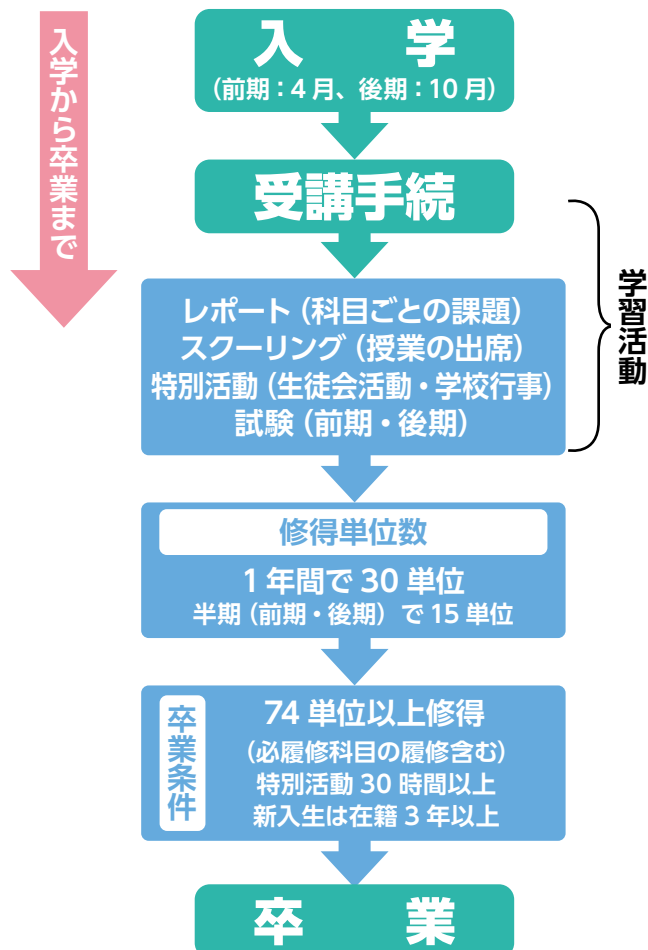 入学から卒業まで
入　学
（前期：4月、後期：10月）
受講手続
レポート（科目ごとの課題）
スクーリング（授業の出席）
特別活動（生徒会活動・学校行事）
試験（前期・後期）
学習活動
修得単位数
1年間で30単位
半期（前期・後期）で15単位
卒業条件
74単位以上修得
（必履修科目の履修含む）
特別活動30時間以上
新入生は在籍3年以上
卒　業